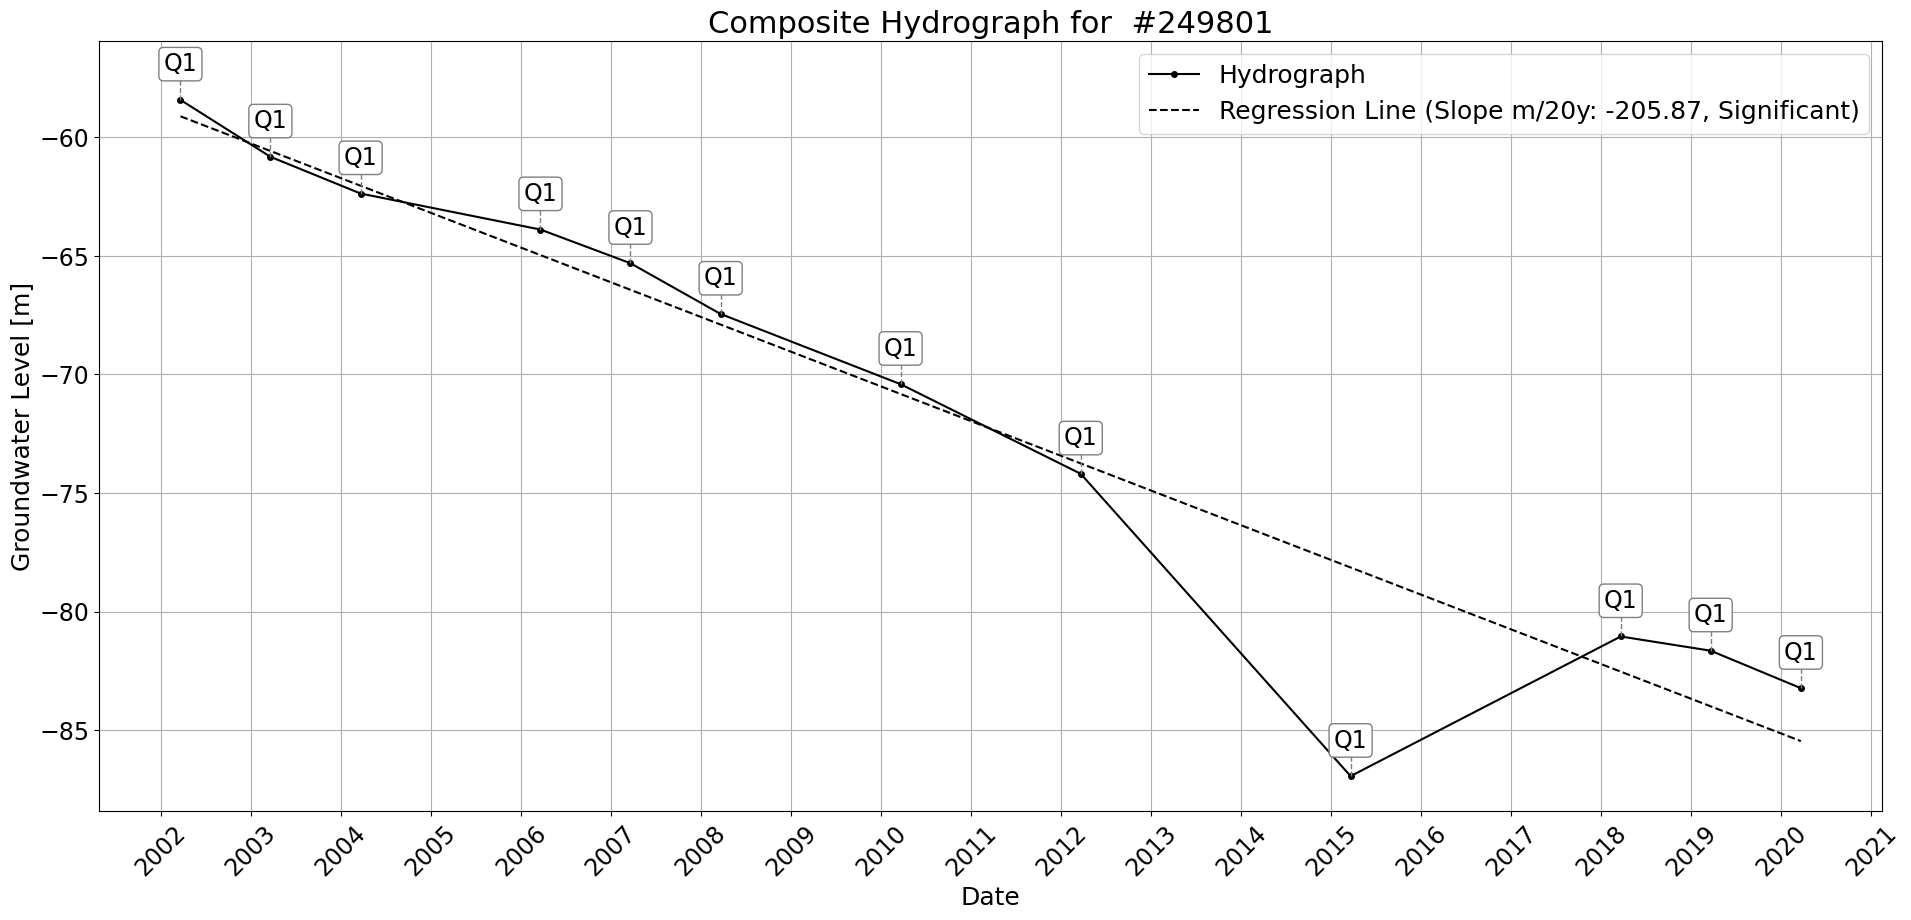 Composite Hydrograph for  #249801
Hydrograph
Regression Line (Slope m/20y: -205.87, Significant)
Q1
Q1
Q1
Q1
Q1
Q1
Q1
Q1
Q1
Q1
Q1
Q1
−60
−65
−70
−75
−80
−85
Groundwater Level [m]
2002
2003
2004
2005
2006
2007
2008
2009
2010
2011
2012
2013
2014
2015
2016
2017
2018
2019
2020
2021
Date